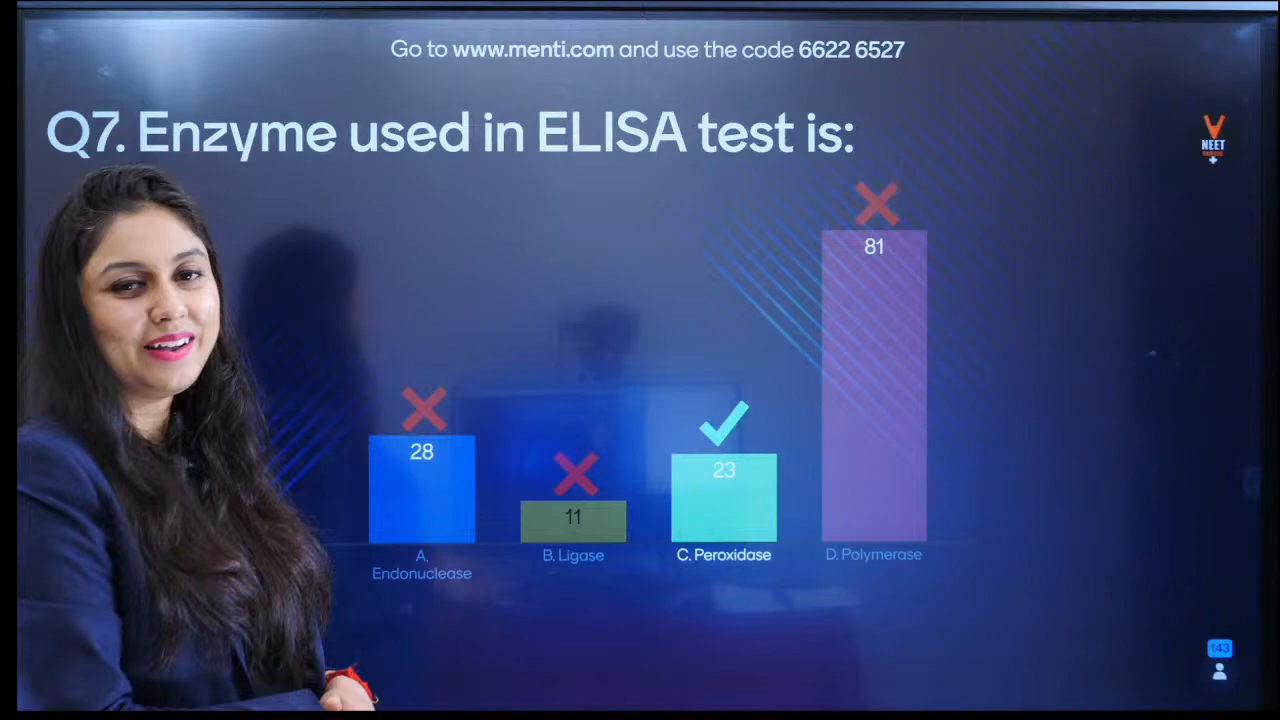 Go to www.menti.com and use the code 6622 6527
Q7. Enzyme used in ELISA test is:
NEET
81
28
23
11
A.
Endonuclease
B. Ligase
C. Peroxidase
D. Polymerase
143